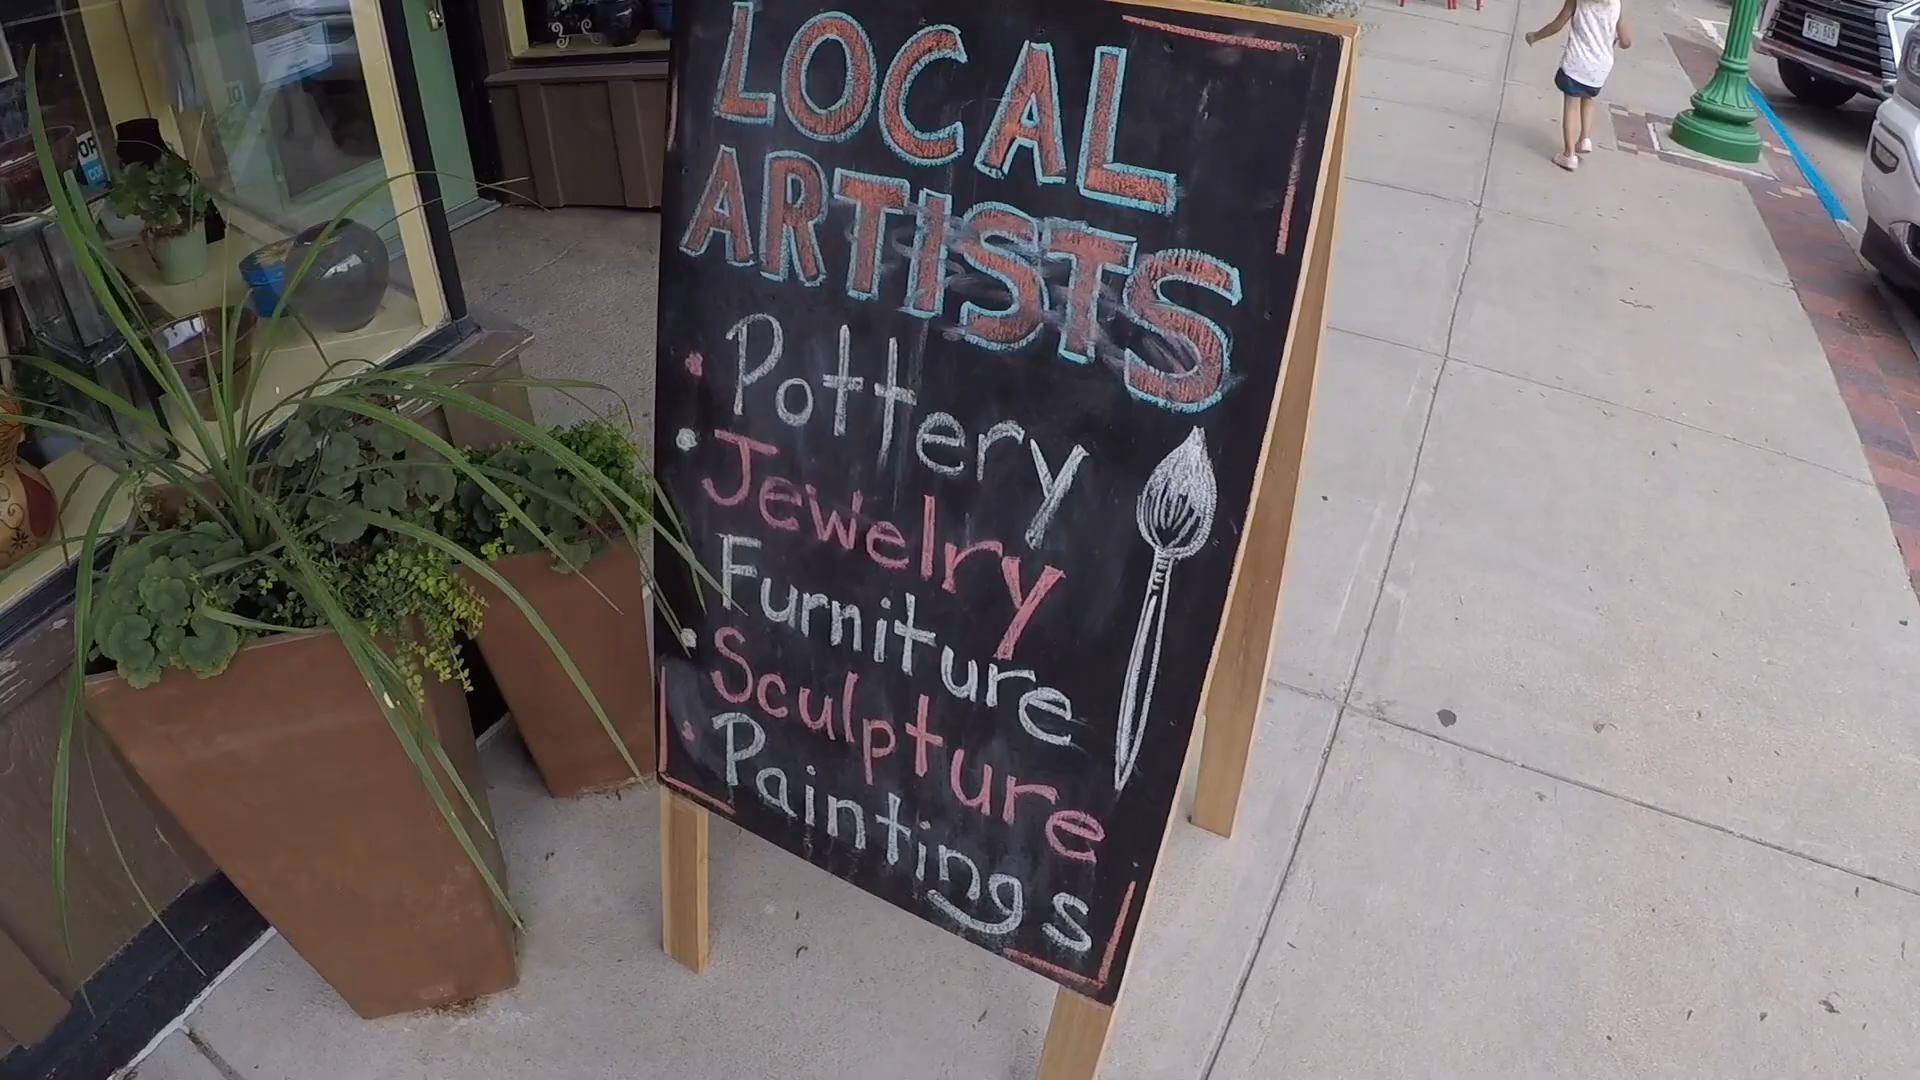 LOCAL
ARTISTS
• Pottery
• Jewelry
Furniture
• Sculpture
• Paintings